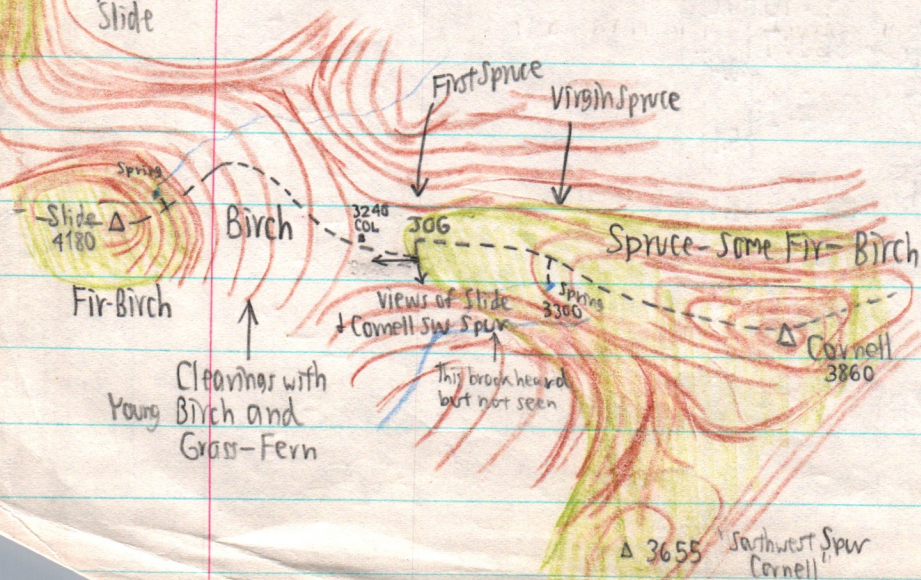 Slide
First Spruce
Virgin Spruce
Spring
Slide
4180
Birch
3240
COL
JOG
Spruce-Some Fir-Birch
Fir-Birch
Views of Slide
+ Cornell SW Spur
Spring
3300
Cornell
3860
This brook heard
but not seen
Clearings with
Young Birch and
Grass-Fern
3655
"Southwest Spur
Cornell"